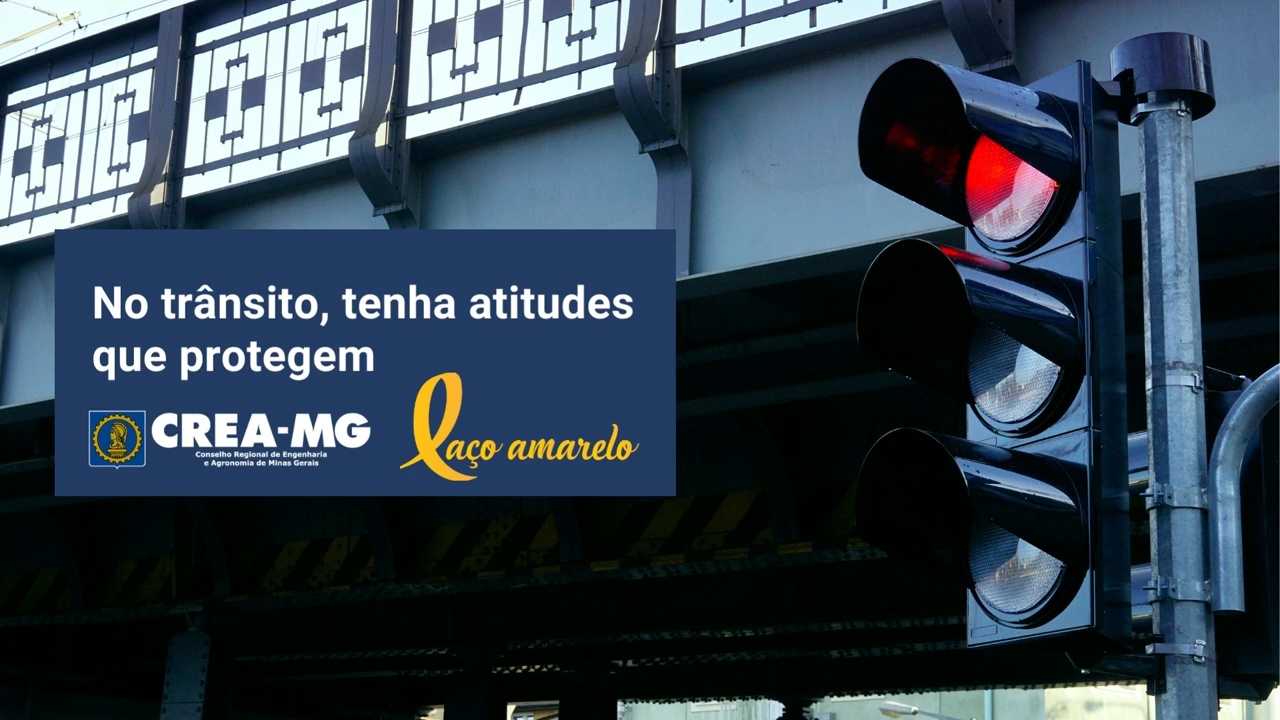 No trânsito, tenha atitudes
que protegem
CREA-MG
Conselho Regional de Engenharia
e Agronomia de Minas Gerais
laço amarelo